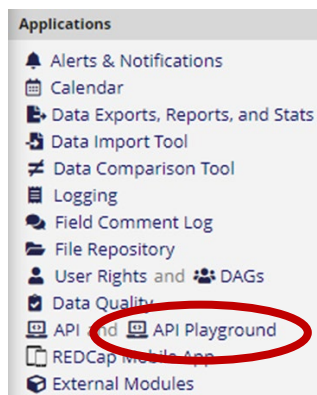 Applications
Alerts & Notifications
Calendar
Data Exports, Reports, and Stats
Data Import Tool
Data Comparison Tool
Logging
Field Comment Log
File Repository
User Rights and DAGs
Data Quality
API and API Playground
REDCap Mobile App
External Modules